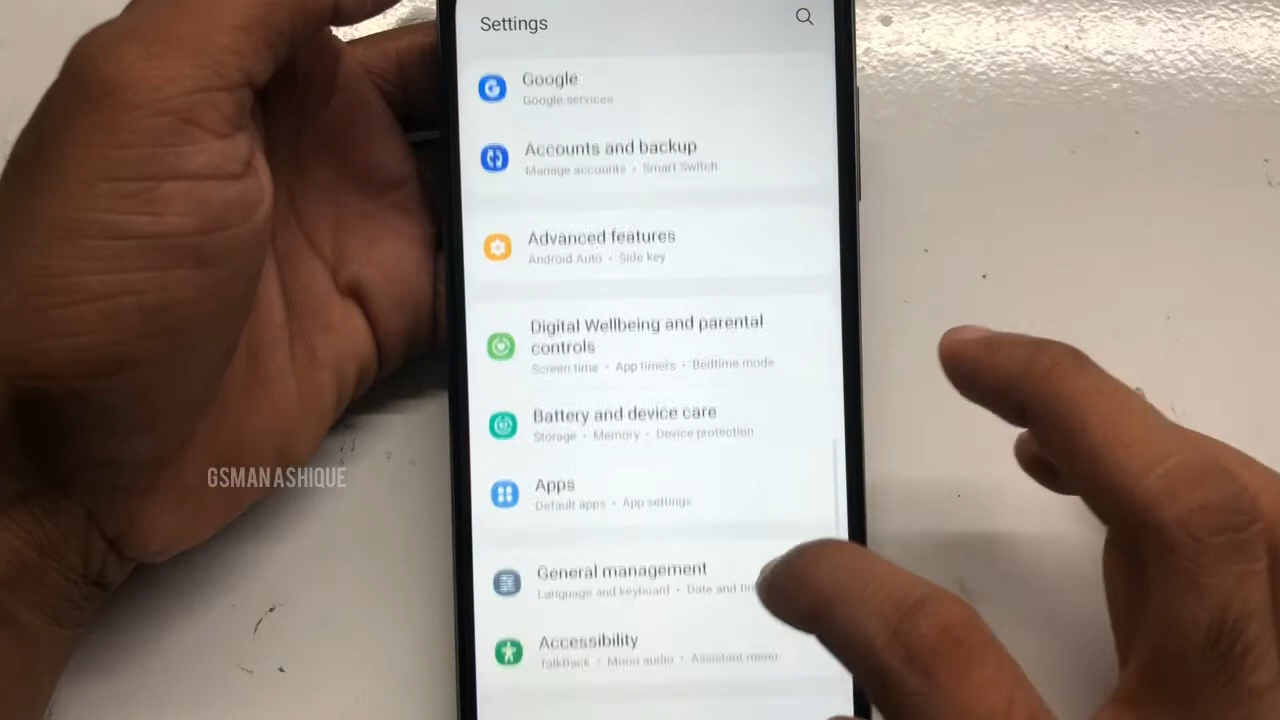 Settings
Google
Google services
Accounts and backup
Manage accounts • Smart Switch
Advanced features
Android Auto • Side key
Digital Wellbeing and parental
controls
Screen time • App timers • Bedtime mode
Battery and device care
Storage • Memory • Device protection
Apps
Default apps • App settings
General management
Language and keyboard • Date and
Accessibility
TalkBack • Mono audio • Assistant menu
GSMAN ASHIQUE